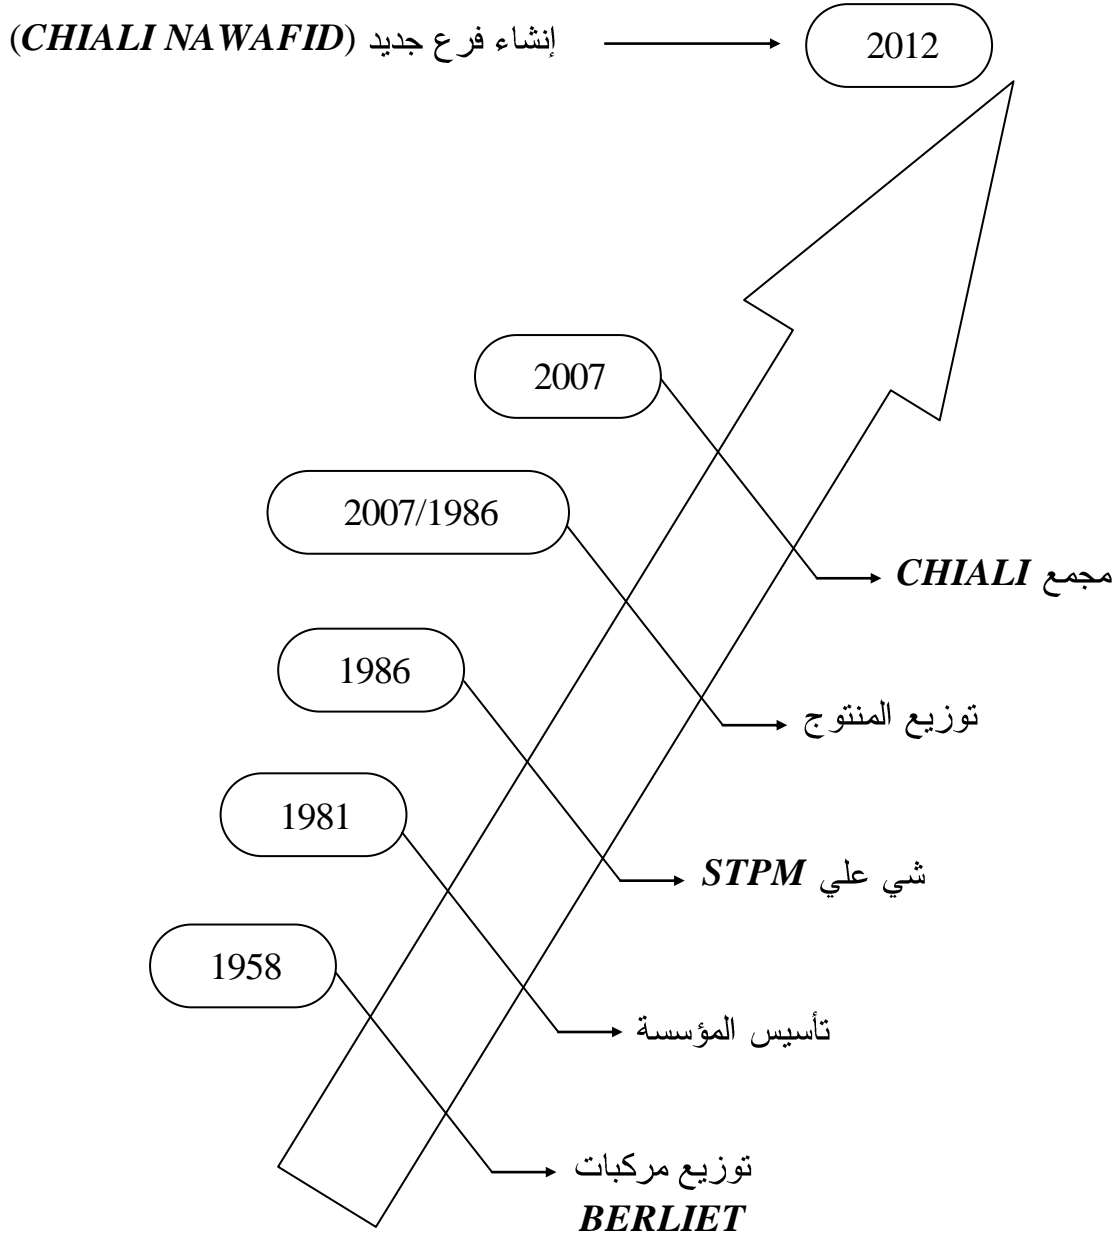 إنشاء فرع جديد (CHIALI NAWAFID)
2012
2007
2007/1986
مجمع CHIALI
1986
توزيع المنتوج
1981
شي علي STPM
1958
تأسيس المؤسسة
توزيع مركبات
BERLIET